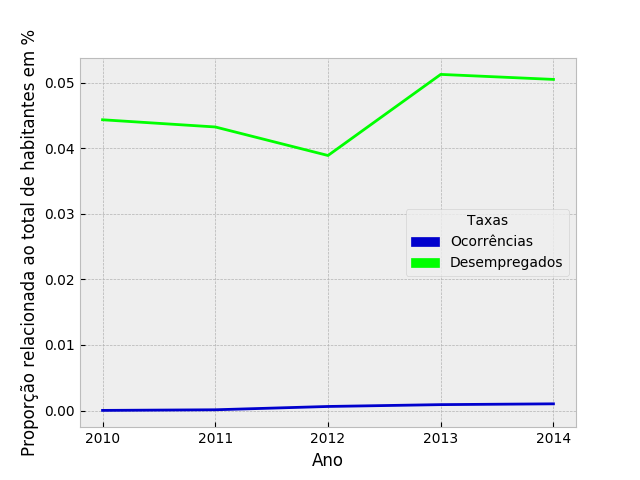 Proporção relacionada ao total de habitantes em %
0.05
0.04
0.03
0.02
0.01
0.00
Taxas
Ocorrências
Desempregados
2010 2011 2012 2013 2014
Ano